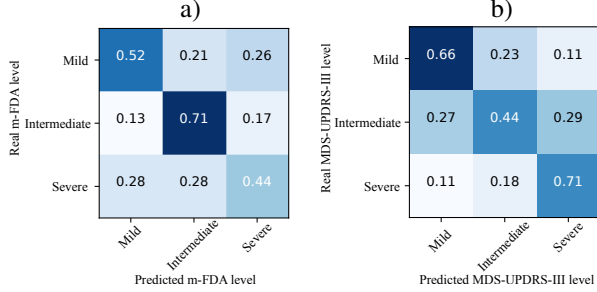 a)
Real m-FDA level
Mild 0.52 0.21 0.26
Intermediate 0.13 0.71 0.17
Severe 0.28 0.28 0.44
Mild Intermediate Severe
Predicted m-FDA level
b)
Real MDS-UPDRS-III level
Mild 0.66 0.23 0.11
Intermediate 0.27 0.44 0.29
Severe 0.11 0.18 0.71
Mild Intermediate Severe
Predicted MDS-UPDRS-III level